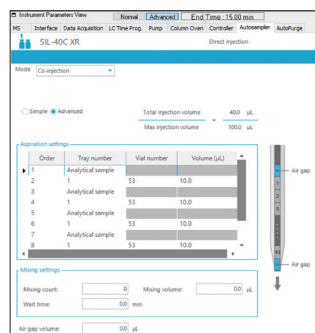 Instrument Parameters View Normal Advanced End Time : 15.00 min
MS Interface Data Acquisition LC Time Prog. Pump Column Oven Controller Autosampler AutoPurge
SIL-40C XR Direct injection
Mode Co-injection
Simple Advanced Total injection volume = 40.0 µL
Max injection volume 100.0 µL
Aspiration settings
Order Tray number Vial number Volume (µL)
1 Analytical sample
2 1 53 10.0
3 Analytical sample
4 1 53 10.0
5 Analytical sample
6 1 53 10.0
7 Analytical sample
8 1 53 10.0
Air gap
1
2
3
Air gap
Mixing settings
Mixing count: 0 Mixing volume: 0.0 µL
Wait time: 0.0 min
Air gap volume: 0.0 µL